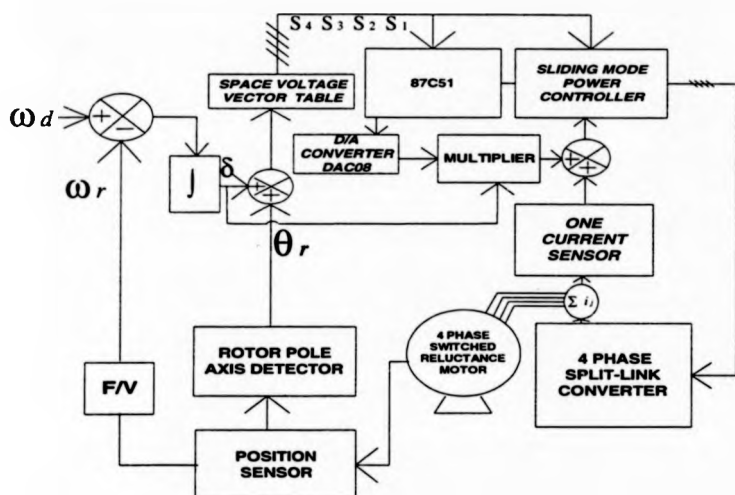 S4 S3 S2 S1
SPACE VOLTAGE
VECTOR TABLE
87C51
SLIDING MODE
POWER
CONTROLLER
ωd
+
−
D/A
CONVERTER
DAC08
MULTIPLIER
+
+
∫
δ
+
+
ωr
θr
ONE
CURRENT
SENSOR
Σ ij
4 PHASE
SWITCHED
RELUCTANCE
MOTOR
4 PHASE
SPLIT-LINK
CONVERTER
ROTOR POLE
AXIS DETECTOR
F/V
POSITION
SENSOR